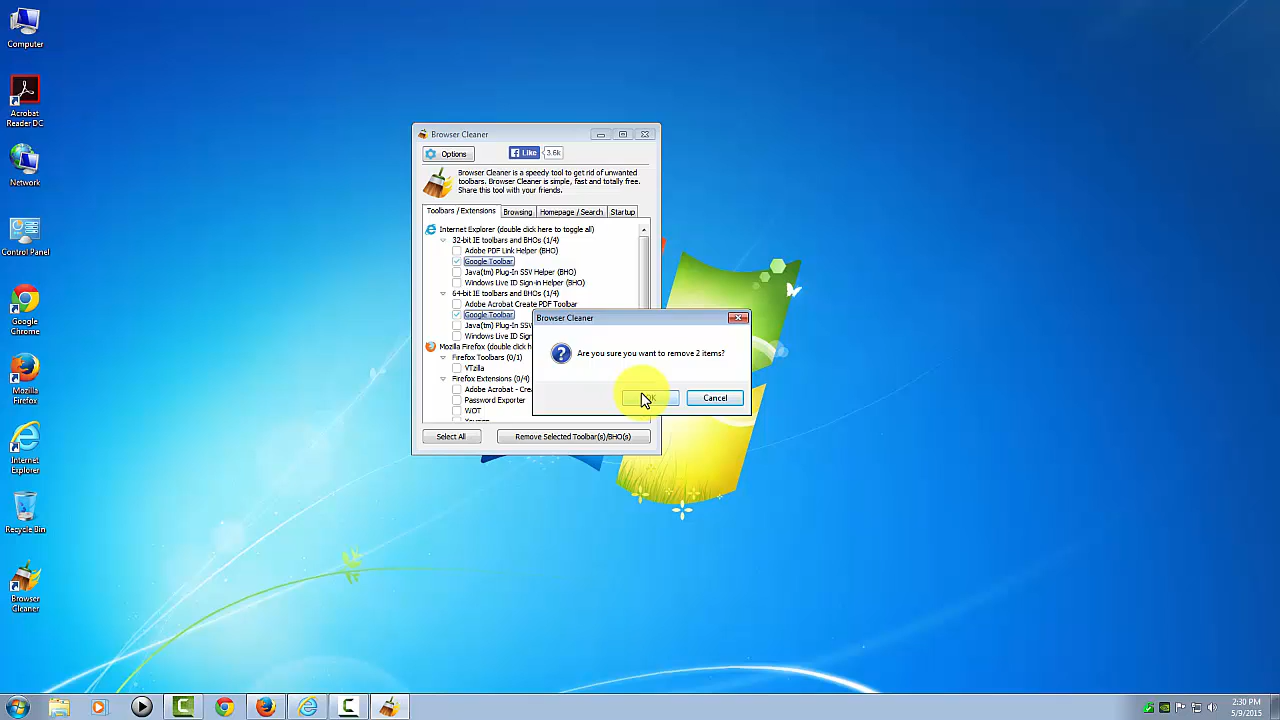 Computer
Acrobat
Reader DC
Network
Control Panel
Google
Chrome
Mozilla
Firefox
Internet
Explorer
Recycle Bin
Browser
Cleaner
Browser Cleaner
Options
Like
3.6k
Browser Cleaner is a speedy tool to get rid of unwanted
toolbars. Browser Cleaner is simple, fast and totally free.
Share this tool with your friends.
Toolbars / Extensions
Browsing
Homepage / Search
Startup
Internet Explorer (double click here to toggle all)
32-bit IE toolbars and BHOs (1/4)
Adobe PDF Link Helper (BHO)
Google Toolbar
Java(tm) Plug-In SSV Helper (BHO)
Windows Live ID Sign-in Helper (BHO)
64-bit IE toolbars and BHOs (1/4)
Adobe Acrobat Create PDF Toolbar
Google Toolbar
Java(tm) Plug-In SS
Windows Live ID Sign
Mozilla Firefox (double click h
Firefox Toolbars (0/1)
VTzilla
Firefox Extensions (0/4)
Adobe Acrobat - Crea
Password Exporter
WOT
Select All
Remove Selected Toolbar(s)/BHO(s)
Browser Cleaner
Are you sure you want to remove 2 items?
Cancel
2:30 PM
5/9/2015